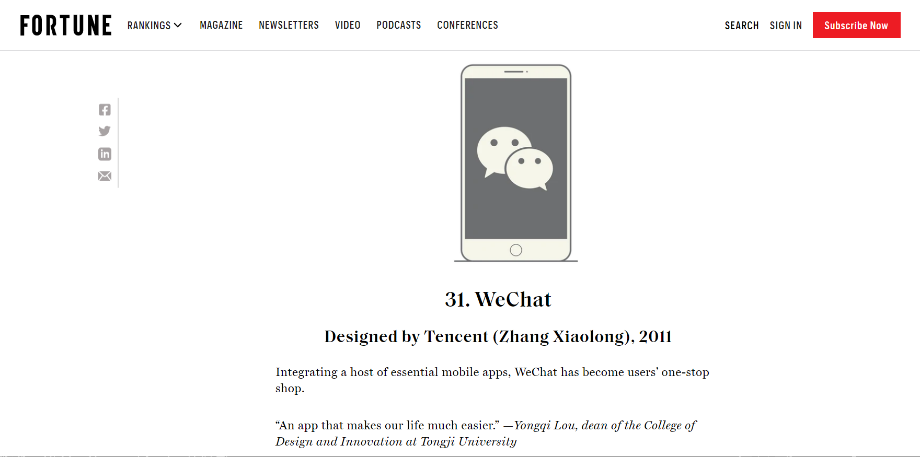 FORTUNE RANKINGS MAGAZINE NEWSLETTERS VIDEO PODCASTS CONFERENCES SEARCH SIGN IN Subscribe Now
31. WeChat
Designed by Tencent (Zhang Xiaolong), 2011
Integrating a host of essential mobile apps, WeChat has become users’ one-stop
shop.
“An app that makes our life much easier.” —Yongqi Lou, dean of the College of
Design and Innovation at Tongji University